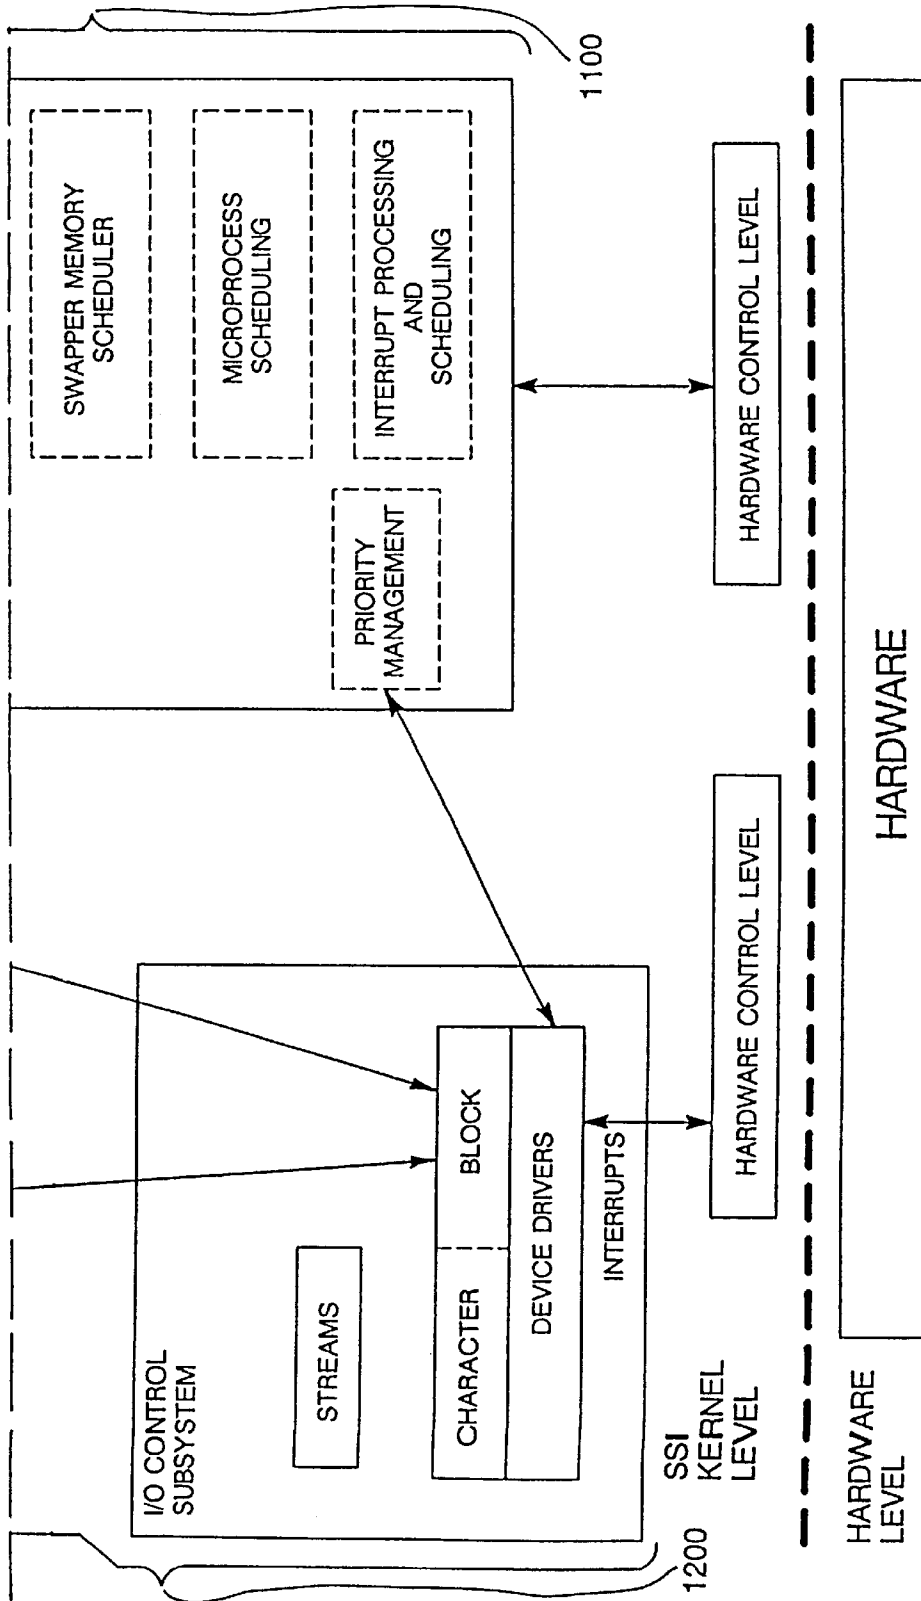 I/O CONTROL
SUBSYSTEM
STREAMS
CHARACTER
BLOCK
DEVICE DRIVERS
INTERRUPTS
1200
SSI
KERNEL
LEVEL
SWAPPER MEMORY
SCHEDULER
MICROPROCESS
SCHEDULING
INTERRUPT PROCESSING
AND
SCHEDULING
PRIORITY
MANAGEMENT
1100
HARDWARE CONTROL LEVEL
HARDWARE CONTROL LEVEL
HARDWARE
LEVEL
HARDWARE